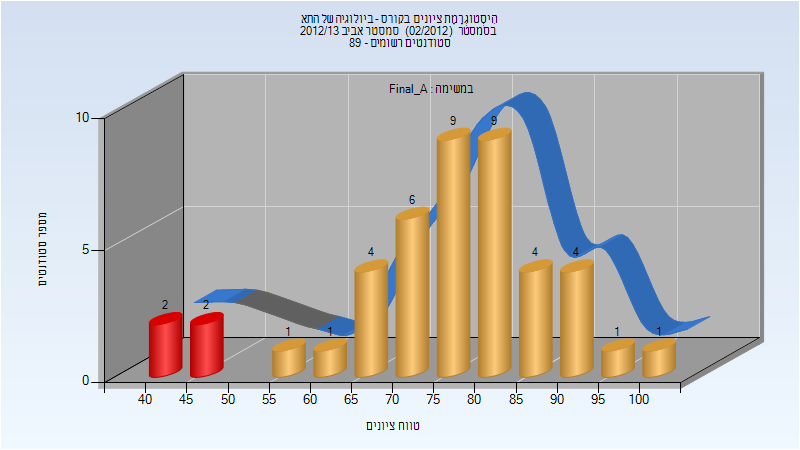 היסטוגרמת ציונים בקורס - ביולוגיה של התא
בסמסטר (02/2012) סמסטר אביב 2012/13
סטודנטים רשומים - 89
במשימה : Final_A
מספר סטודנטים
10
5
0
2
2
1
1
4
6
9
9
4
4
1
1
40 45 50 55 60 65 70 75 80 85 90 95 100
טווח ציונים